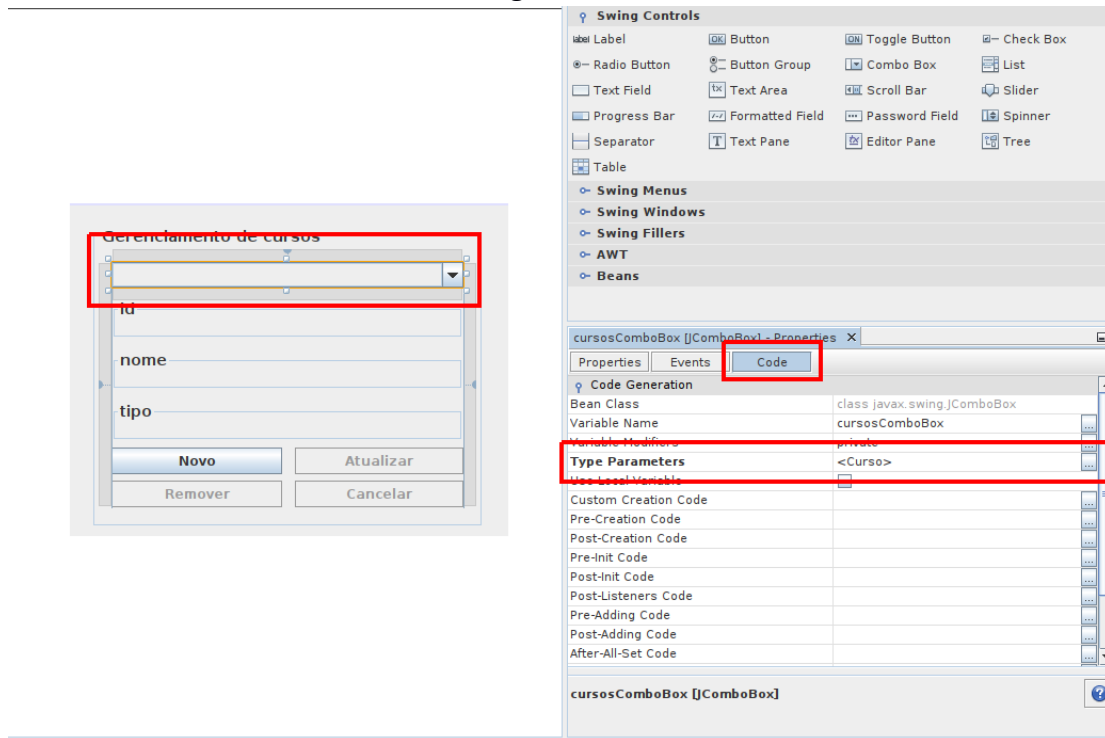 Swing Controls
label Label
OK Button
ON Toggle Button
Check Box
Radio Button
Button Group
Combo Box
List
Text Field
tx Text Area
Scroll Bar
Slider
Progress Bar
Formatted Field
Password Field
Spinner
Separator
T Text Pane
Editor Pane
Tree
Table
Swing Menus
Swing Windows
Swing Fillers
AWT
Beans
Gerenciamento de cursos
id
nome
tipo
Novo Atualizar
Remover Cancelar
cursosComboBox [JComboBox] - Properties X
Properties Events Code
Code Generation
Bean Class class javax.swing.JComboBox
Variable Name cursosComboBox ...
Variable Modifiers private
Type Parameters <Curso> ...
Use Local Variable
Custom Creation Code ...
Pre-Creation Code ...
Post-Creation Code ...
Pre-Init Code ...
Post-Init Code ...
Post-Listeners Code ...
Pre-Adding Code ...
Post-Adding Code ...
After-All-Set Code ...
cursosComboBox [JComboBox] ?